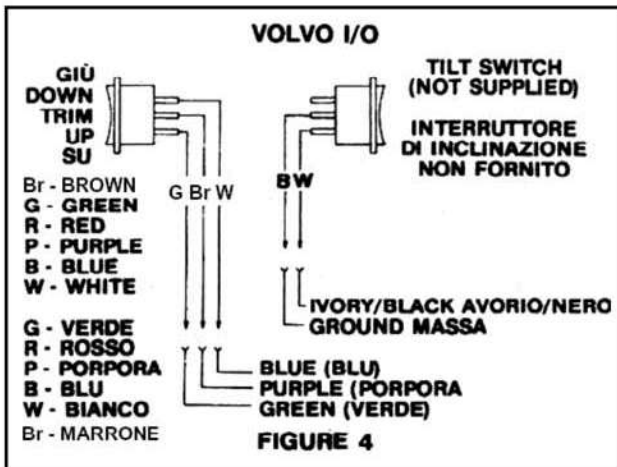 VOLVO I/O
GIÙ
DOWN
TRIM
UP
SU
TILT SWITCH
(NOT SUPPLIED)
INTERRUTTORE
DI INCLINAZIONE
NON FORNITO
Br - BROWN
G - GREEN
R - RED
P - PURPLE
B - BLUE
W - WHITE
G Br W
B W
G - VERDE
R - ROSSO
P - PORPORA
B - BLU
W - BIANCO
Br - MARRONE
IVORY/BLACK AVORIO/NERO
GROUND MASSA
BLUE (BLU)
PURPLE (PORPORA
GREEN (VERDE)
FIGURE 4